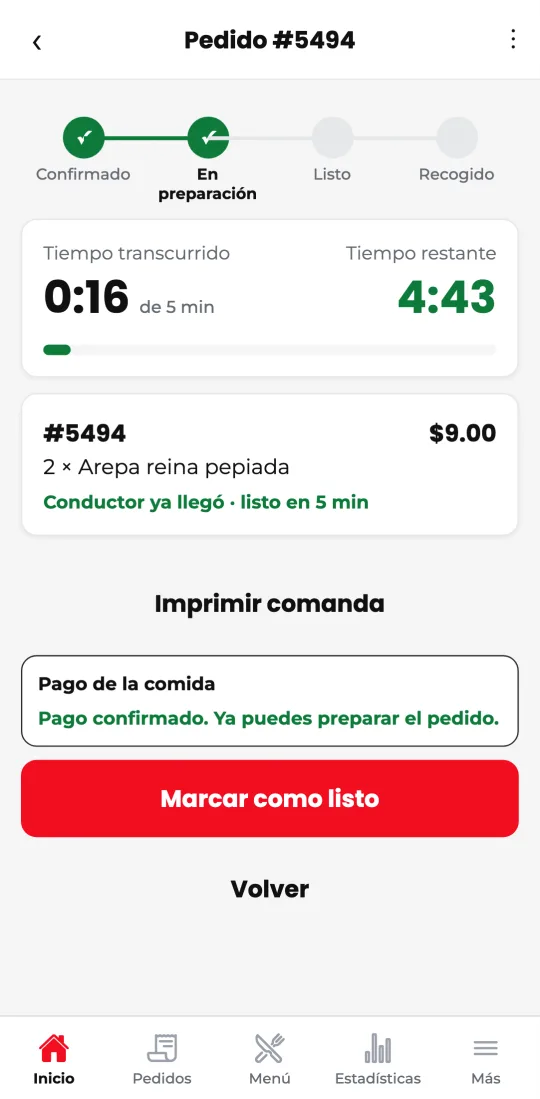 Pedido #5494
Confirmado
En preparación
Listo
Recogido
Tiempo transcurrido
Tiempo restante
0:16 de 5 min
4:43
#5494
$9.00
2 × Arepa reina pepiada
Conductor ya llegó · listo en 5 min
Imprimir comanda
Pago de la comida
Pago confirmado. Ya puedes preparar el pedido.
Marcar como listo
Volver
Inicio
Pedidos
Menú
Estadísticas
Más